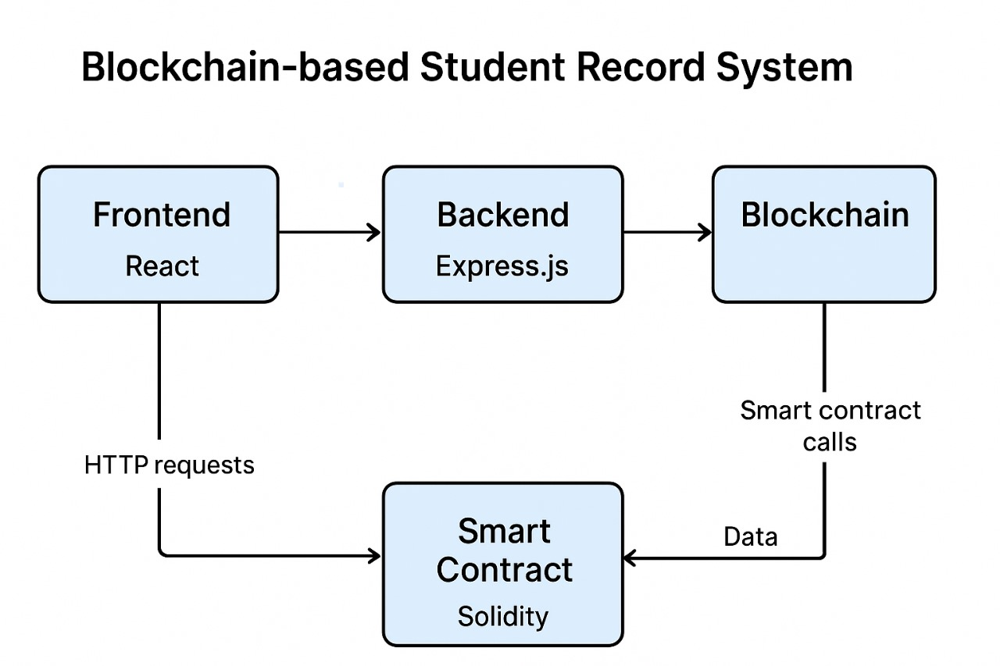 Blockchain-based Student Record System
Frontend
React
Backend
Express.js
Blockchain
Smart contract
calls
HTTP requests
Data
Smart
Contract
Solidity